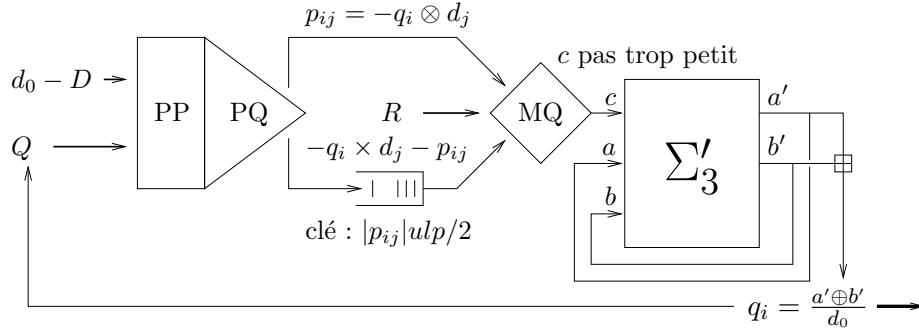 p_{ij} = −q_i ⊗ d_j
c pas trop petit
d_0 − D
PP
PQ
R
MQ
c
a'
−q_i × d_j − p_{ij}
Q
a
Σ'_3
b'
b
clé : |p_{ij}|ulp/2
q_i = \frac{a'⊕b'}{d_0}